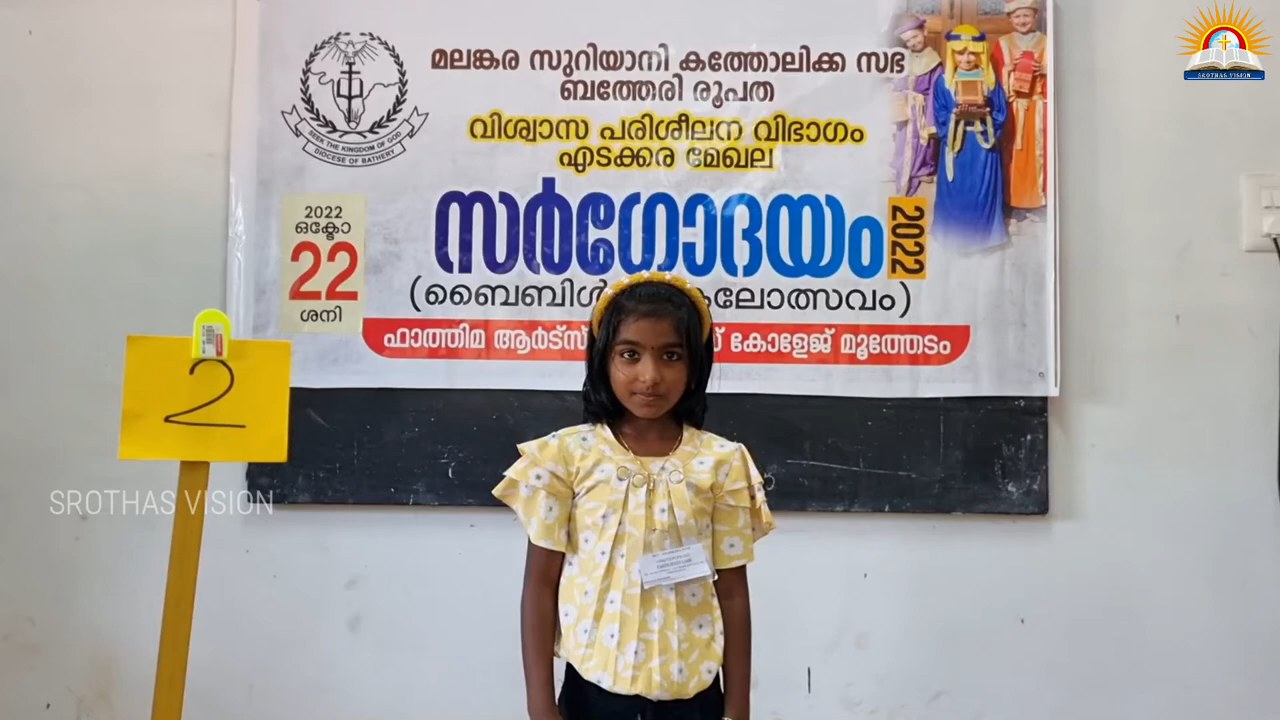 മലങ്കര സുറിയാനി കത്തോലിക്ക സഭ
ബത്തേരി രൂപത
വിശ്വാസ പരിശീലന വിഭാഗം
എടക്കര മേഖല
SEEK THE KINGDOM OF GOD
DIOCESE OF BATHERY
2022
ഒക്ടോ
22
ശനി
സർഗോദയം
2022
(ബൈബിൾ കലോത്സവം)
ഫാത്തിമ ആർട്സ് കോളേജ് മൂത്തേടം
2
SROTHAS VISION
SROTHAS VISION